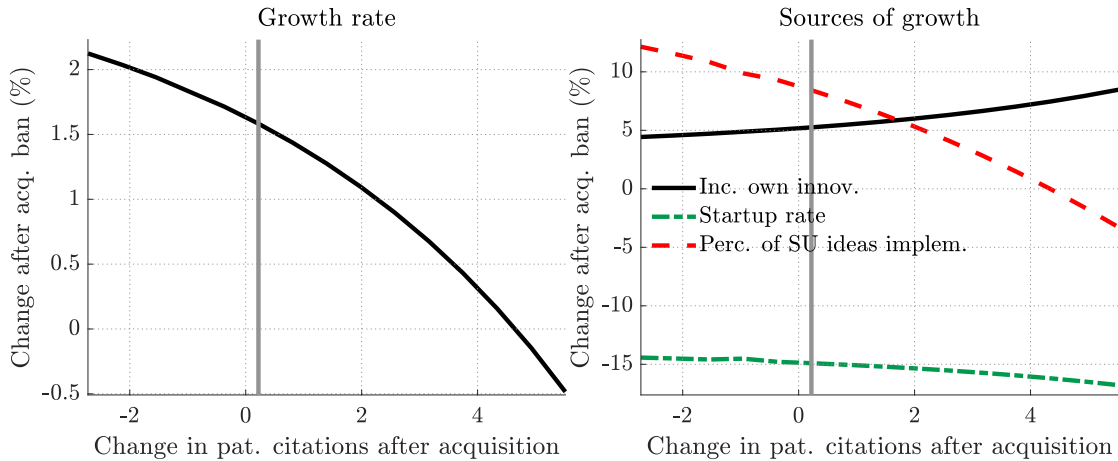 Growth rate
Change after acq. ban (%)
2
1.5
1
0.5
0
-0.5
-2
0
2
4
Change in pat. citations after acquisition
Sources of growth
Change after acq. ban (%)
10
5
0
-5
-10
-15
Inc. own innov.
Startup rate
Perc. of SU ideas implem.
-2
0
2
4
Change in pat. citations after acquisition